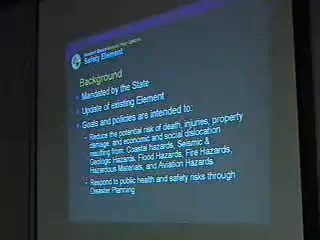 Safety Element
Background
- Mandated by the State
- Update of existing Element
- Goals and policies are intended to:
- Reduce the potential risk of death, injuries, property
damage, and economic and social dislocation
resulting from: Coastal hazards, Seismic &
Geologic Hazards, Flood Hazards, Fire Hazards,
Hazardous Materials, and Aviation Hazards
- Respond to public health and safety risks through
Disaster Planning